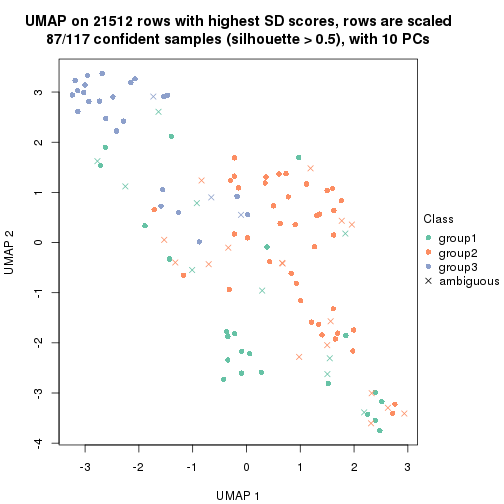 UMAP on 21512 rows with highest SD scores, rows are scaled
87/117 confident samples (silhouette > 0.5), with 10 PCs
3
2
1
0
-1
-2
-3
-4
UMAP 2
-3
-2
-1
0
1
2
3
UMAP 1
Class
group1
group2
group3
ambiguous